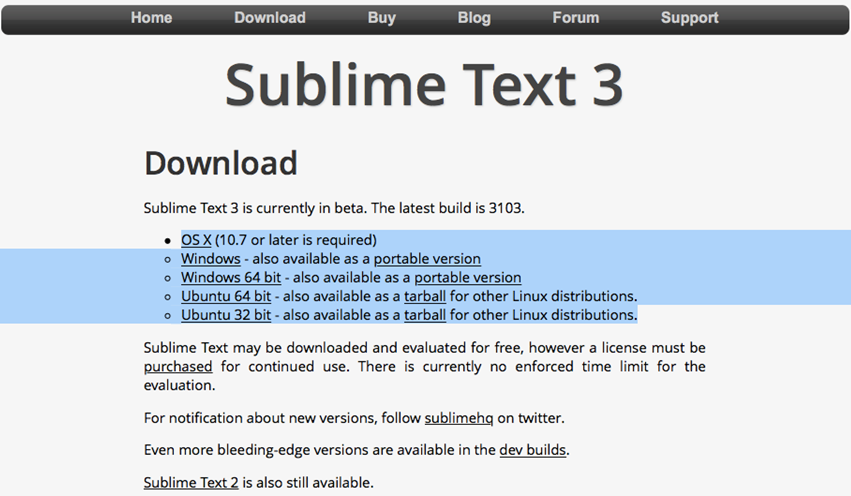 Home Download Buy Blog Forum Support
Sublime Text 3
Download
Sublime Text 3 is currently in beta. The latest build is 3103.
OS X (10.7 or later is required)
Windows - also available as a portable version
Windows 64 bit - also available as a portable version
Ubuntu 64 bit - also available as a tarball for other Linux distributions.
Ubuntu 32 bit - also available as a tarball for other Linux distributions.
Sublime Text may be downloaded and evaluated for free, however a license must be
purchased for continued use. There is currently no enforced time limit for the
evaluation.
For notification about new versions, follow sublimehq on twitter.
Even more bleeding-edge versions are available in the dev builds.
Sublime Text 2 is also still available.